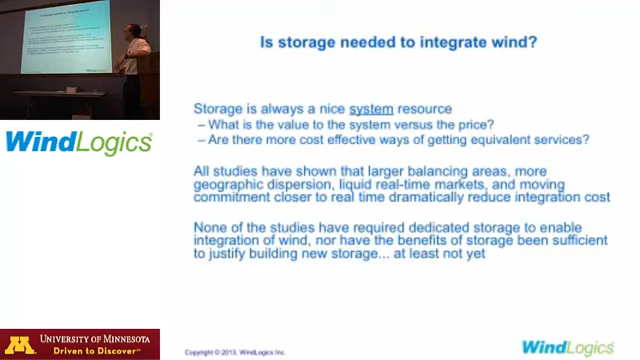 Is storage needed to integrate wind?
Storage is always a nice system resource
– What is the value to the system versus the price?
– Are there more cost effective ways of getting equivalent services?
All studies have shown that larger balancing areas, more
geographic dispersion, liquid real-time markets, and moving
commitment closer to real time dramatically reduce integration cost
None of the studies have required dedicated storage to enable
integration of wind, nor have the benefits of storage been sufficient
to justify building new storage... at least not yet
Copyright © 2013, WindLogics Inc.
WindLogics
WindLogics
WindLogics
M
UNIVERSITY OF MINNESOTA
Driven to Discover℠